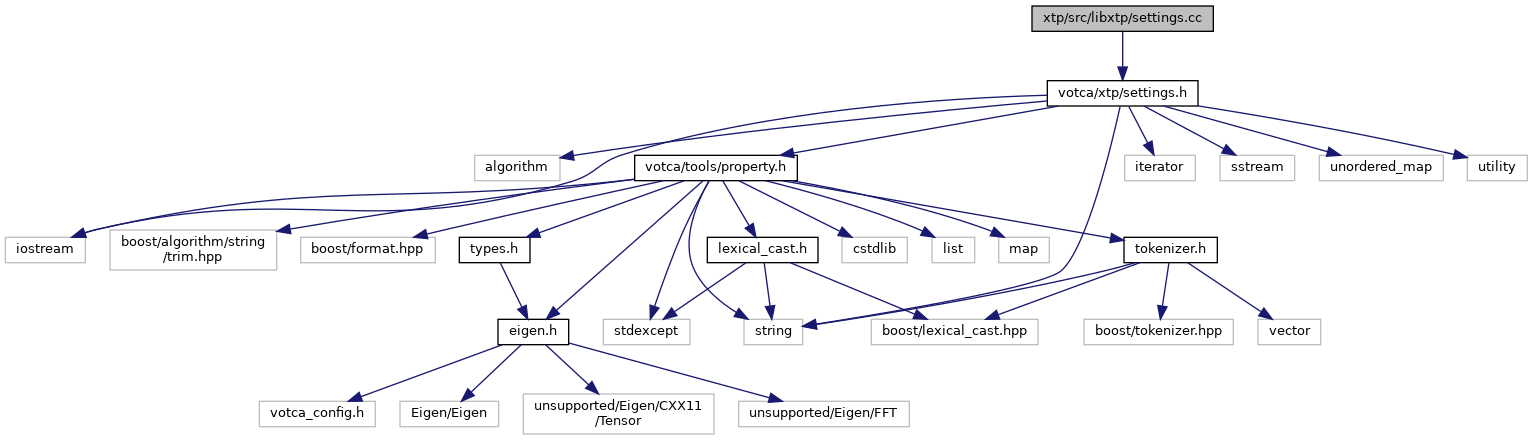 xtp/src/libxtp/settings.cc
votca/xtp/settings.h
algorithm
votca/tools/property.h
iterator
sstream
unordered_map
utility
iostream
boost/algorithm/string
/trim.hpp
boost/format.hpp
types.h
lexical_cast.h
cstdlib
list
map
tokenizer.h
eigen.h
stdexcept
string
boost/lexical_cast.hpp
boost/tokenizer.hpp
vector
votca_config.h
Eigen/Eigen
unsupported/Eigen/CXX11
/Tensor
unsupported/Eigen/FFT